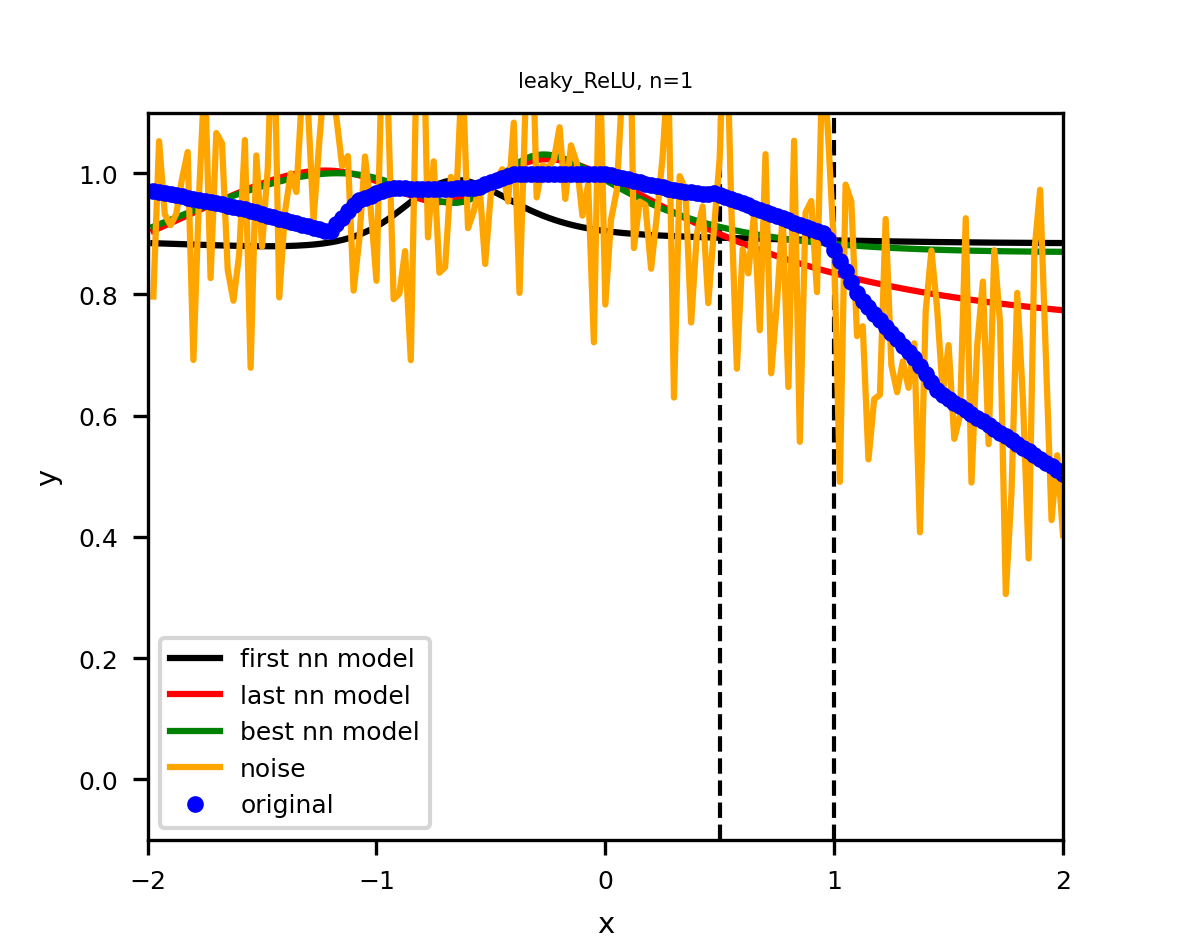 leaky_ReLU, n=1
1.0
0.8
0.6
0.4
0.2
0.0
y
first nn model
last nn model
best nn model
noise
original
−2
−1
0
1
2
x